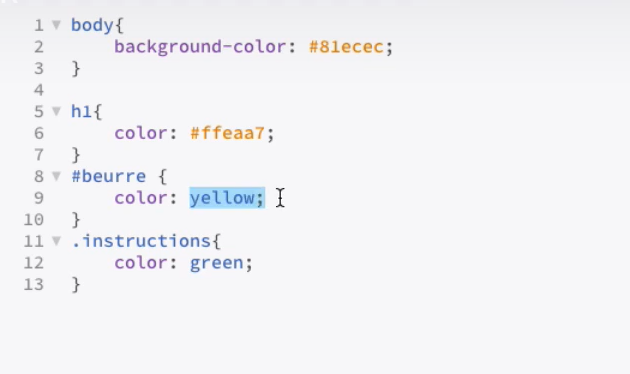 1 body{
2 background-color: #81ecec;
3 }
4
5 h1{
6 color: #ffeaa7;
7 }
8 #beurre {
9 color: yellow;
10 }
11 .instructions{
12 color: green;
13 }